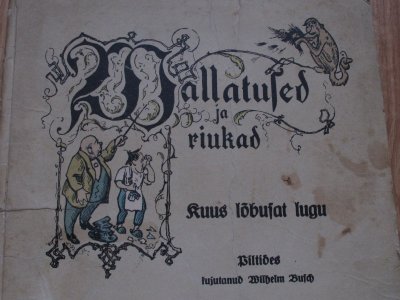 Wallatused
ja
riukad
Kuus lõbusat lugu
Piltides
kujutanud Wilhelm Busch